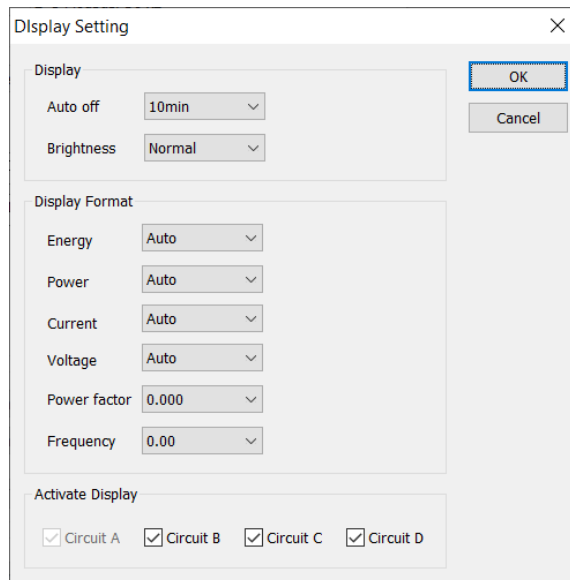 DIsplay Setting
Display
OK
Auto off 10min
Cancel
Brightness Normal
Display Format
Energy Auto
Power Auto
Current Auto
Voltage Auto
Power factor 0.000
Frequency 0.00
Activate Display
Circuit A Circuit B Circuit C Circuit D